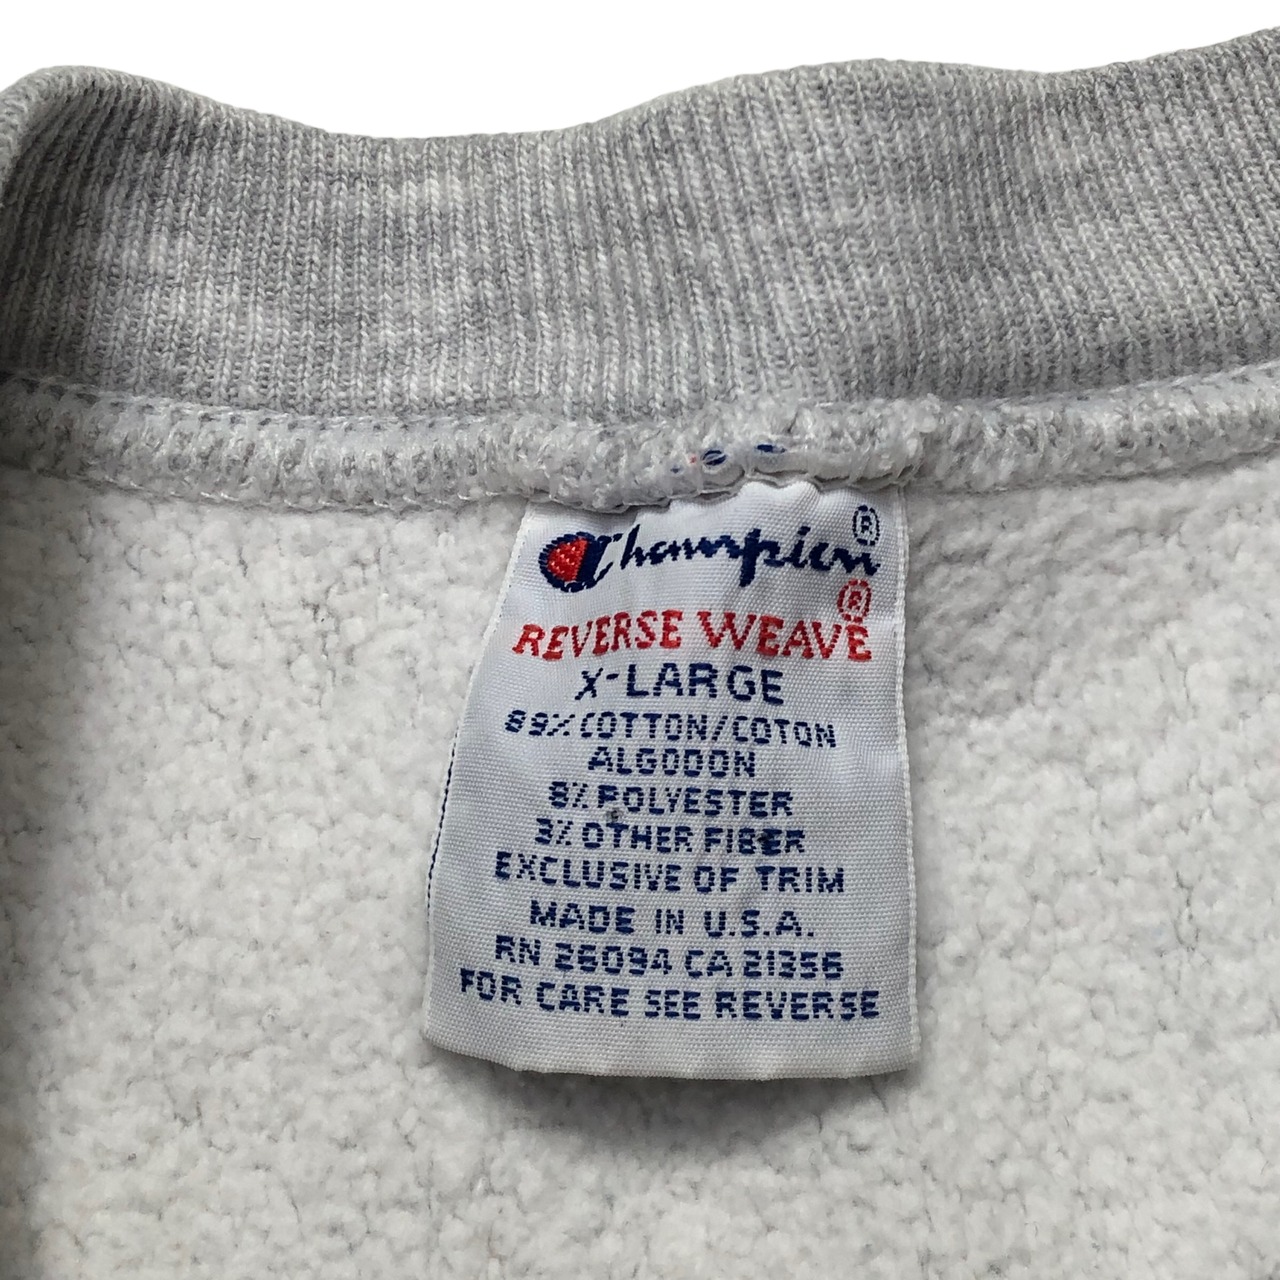 Champion®
REVERSE WEAVE®
X-LARGE
89% COTTON/COTON
ALGODON
8% POLYESTER
3% OTHER FIBER
EXCLUSIVE OF TRIM
MADE IN U.S.A.
RN 26094 CA 21356
FOR CARE SEE REVERSE